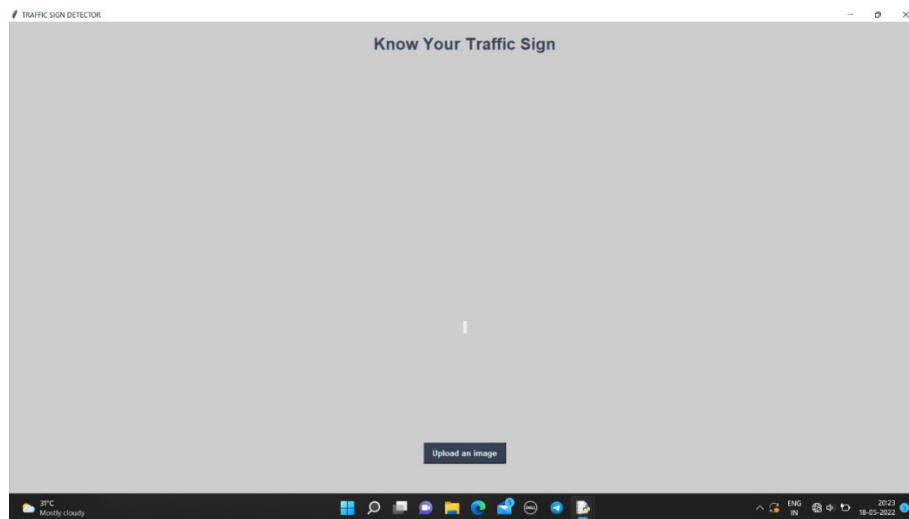 TRAFFIC SIGN DETECTOR
Know Your Traffic Sign
Upload an image
31°C
Mostly cloudy
ENG
IN
20:23
18-05-2022